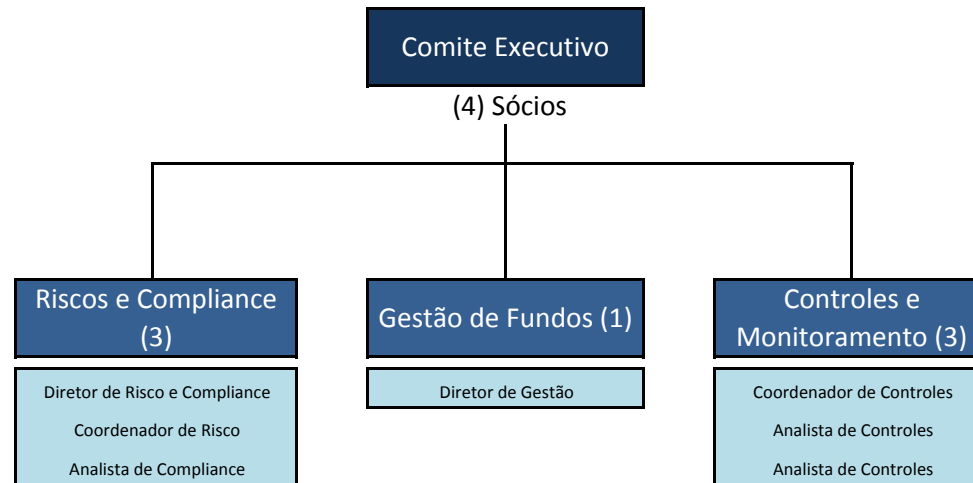 Comite Executivo
(4) Sócios
Riscos e Compliance
(3)
Diretor de Risco e Compliance
Coordenador de Risco
Analista de Compliance
Gestão de Fundos (1)
Diretor de Gestão
Controles e
Monitoramento (3)
Coordenador de Controles
Analista de Controles
Analista de Controles